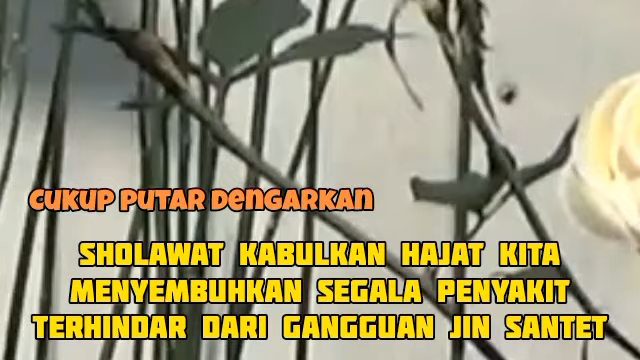 CUKUP PUTAR DENGARKAN
SHOLAWAT KABULKAN HAJAT KITA
MENYEMBUHKAN SEGALA PENYAKIT
TERHINDAR DARI GANGGUAN JIN SANTET